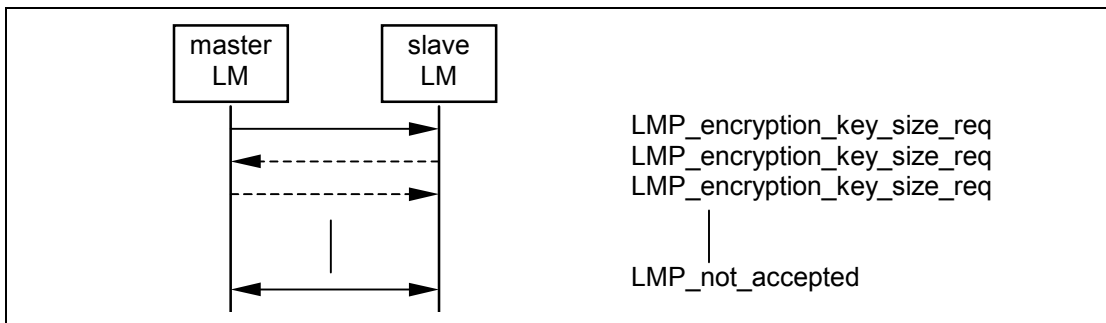 master
LM
slave
LM
LMP_encryption_key_size_req
LMP_encryption_key_size_req
LMP_encryption_key_size_req
LMP_not_accepted